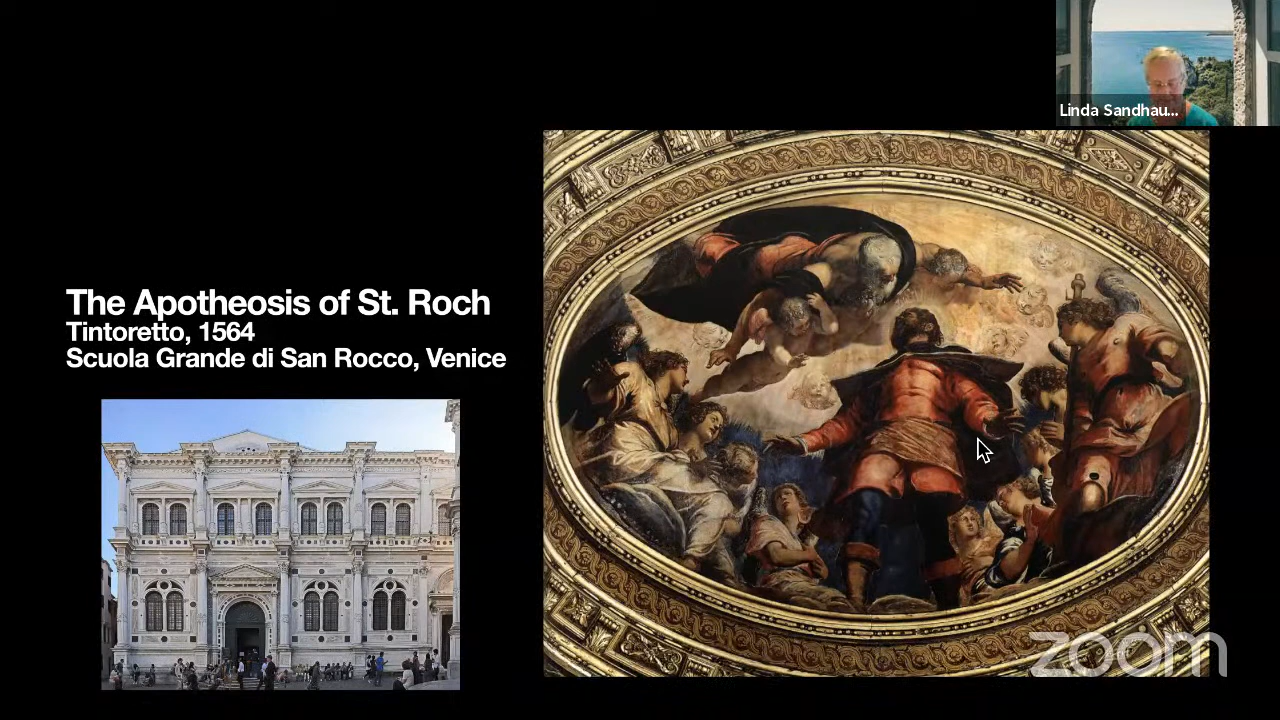 Linda Sandhau...
The Apotheosis of St. Roch
Tintoretto, 1564
Scuola Grande di San Rocco, Venice
zoom